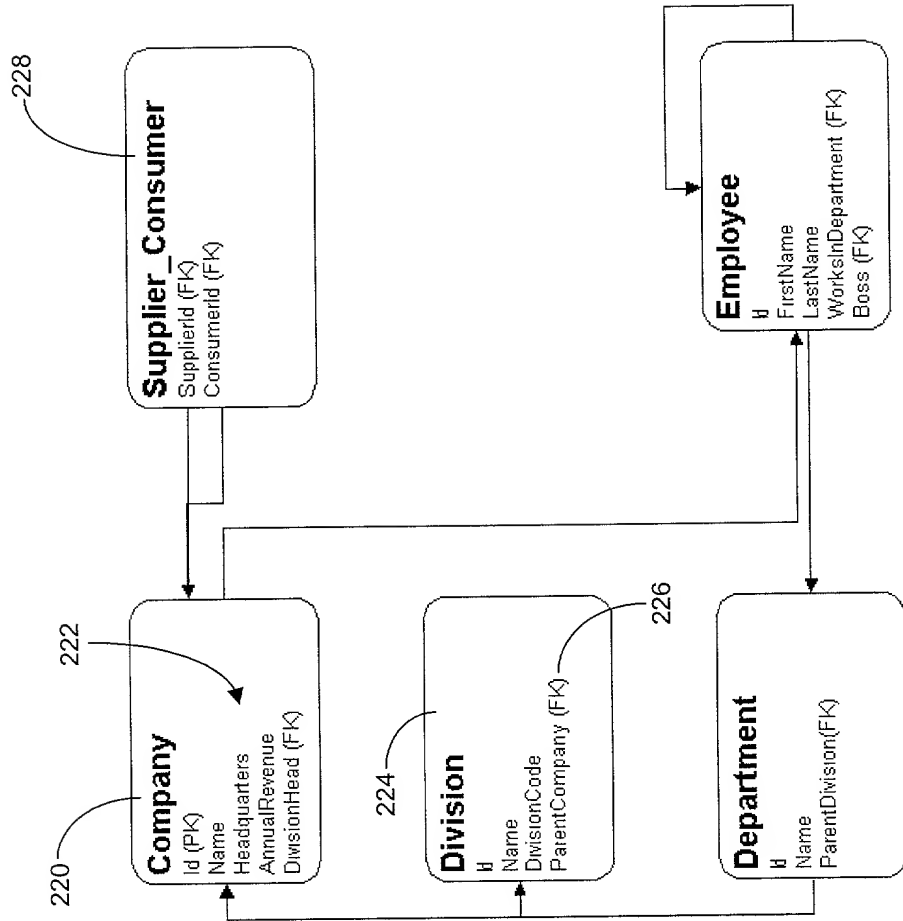 228
Supplier_Consumer
SupplierId (FK)
ConsumerId (FK)
220
222
Company
Id (PK)
Name
Headquarters
AnnualRevenue
DivisionHead (FK)
224
226
Division
Id
Name
DivisionCode
ParentCompany (FK)
Department
Id
Name
ParentDivision(FK)
Employee
Id
FirstName
LastName
WorksInDepartment (FK)
Boss (FK)